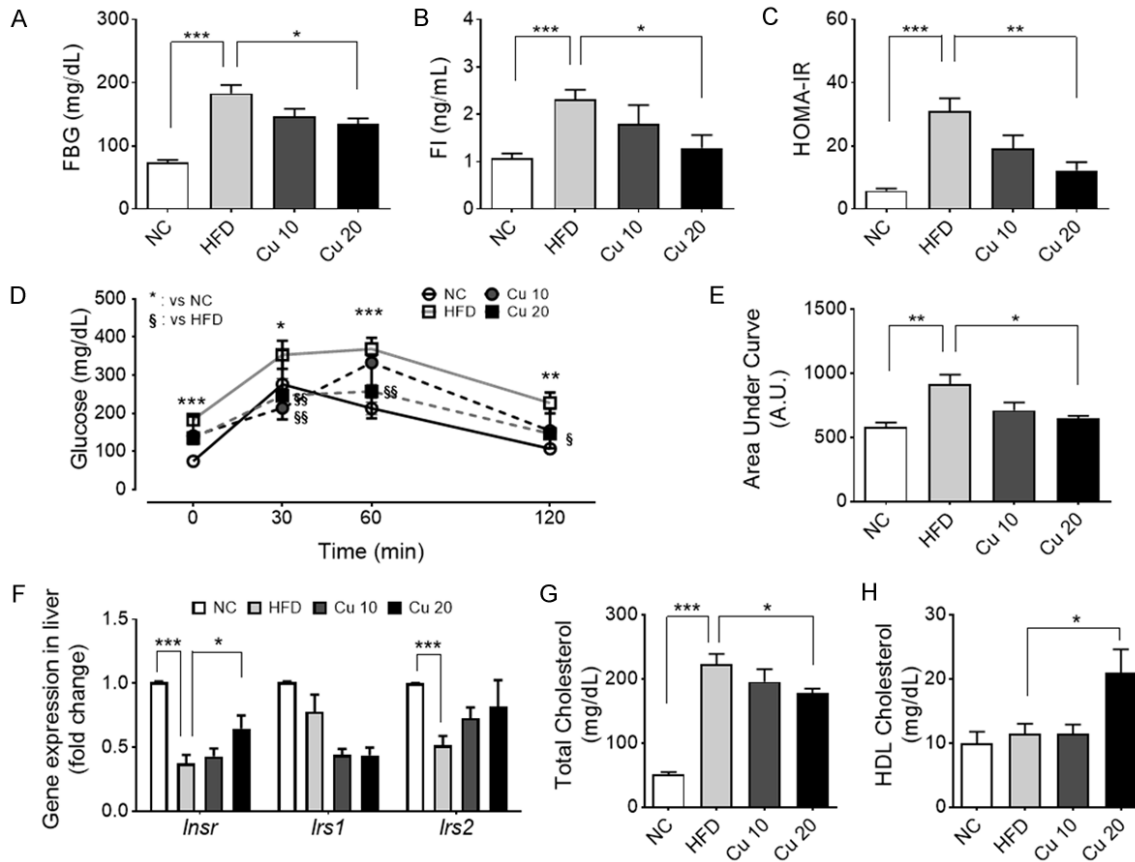 A
FBG (mg/dL)
300
200
100
0
***
*
NC
HFD
Cu 10
Cu 20
B
FI (ng/mL)
4
3
2
1
0
***
*
NC
HFD
Cu 10
Cu 20
C
HOMA-IR
60
40
20
0
***
**
NC
HFD
Cu 10
Cu 20
D
Glucose (mg/dL)
500
400
300
200
100
0
* : vs NC
§ : vs HFD
NC
Cu 10
HFD
Cu 20
***
*
***
**
§§
§§
§§
§
0
30
60
120
Time (min)
E
Area Under Curve
(A.U.)
1500
1000
500
0
**
*
NC
HFD
Cu 10
Cu 20
F
Gene expression in liver
(fold change)
1.5
1.0
0.5
0.0
NC
HFD
Cu 10
Cu 20
***
*
***
Insr
Irs1
Irs2
G
Total Cholesterol
(mg/dL)
300
200
100
0
***
*
NC
HFD
Cu 10
Cu 20
H
HDL Cholesterol
(mg/dL)
30
20
10
0
*
NC
HFD
Cu 10
Cu 20